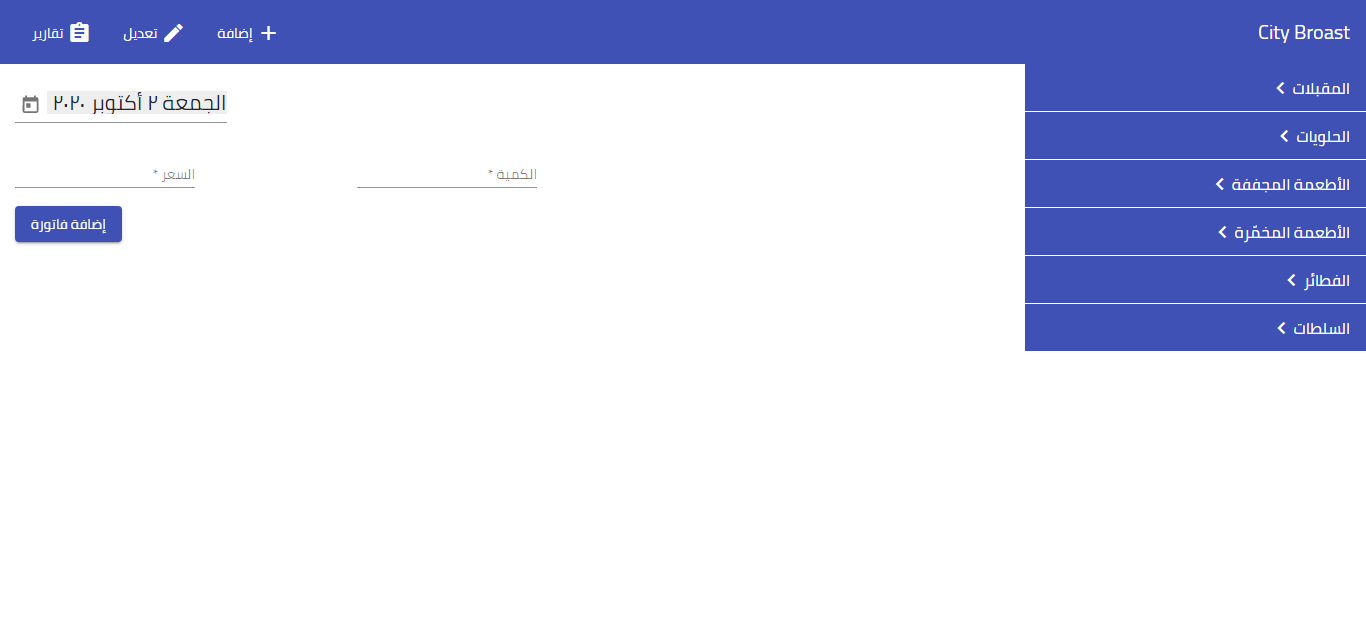 City Broast
إضافة
تعديل
تقارير
المقبلات
الحلويات
الأطعمة المجففة
الأطعمة المخمّرة
الفطائر
السلطات
الجمعة ٢ أكتوبر ٢٠٢٠
الكمية *
السعر *
إضافة فاتورة